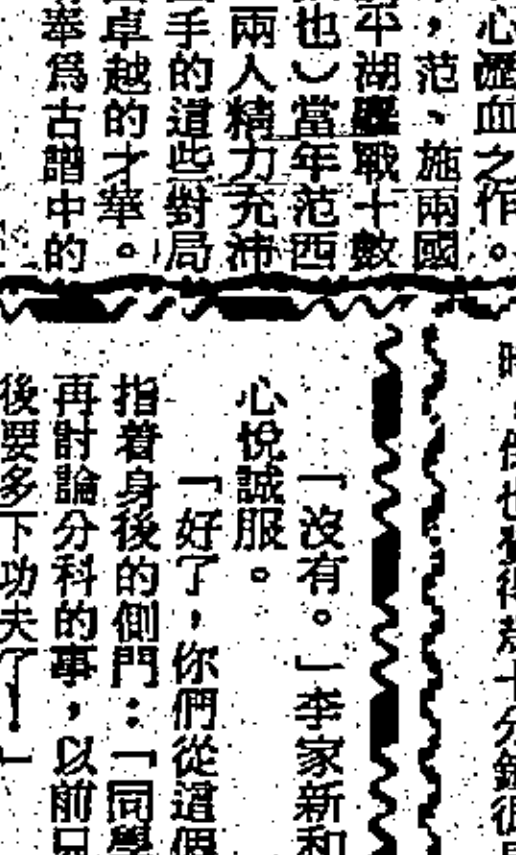 心瀝血之作。
，范、施兩國
平湖鏖戰十數
也）當年范西
兩人精力充沛
手的這些對局
卓越的才華。
奉爲古譜中的
「沒有。」李家新和
心悅誠服。
「好了，你們從這個
指着身後的側門：「同學
再討論分科的事，以前
後要多下功夫了！」